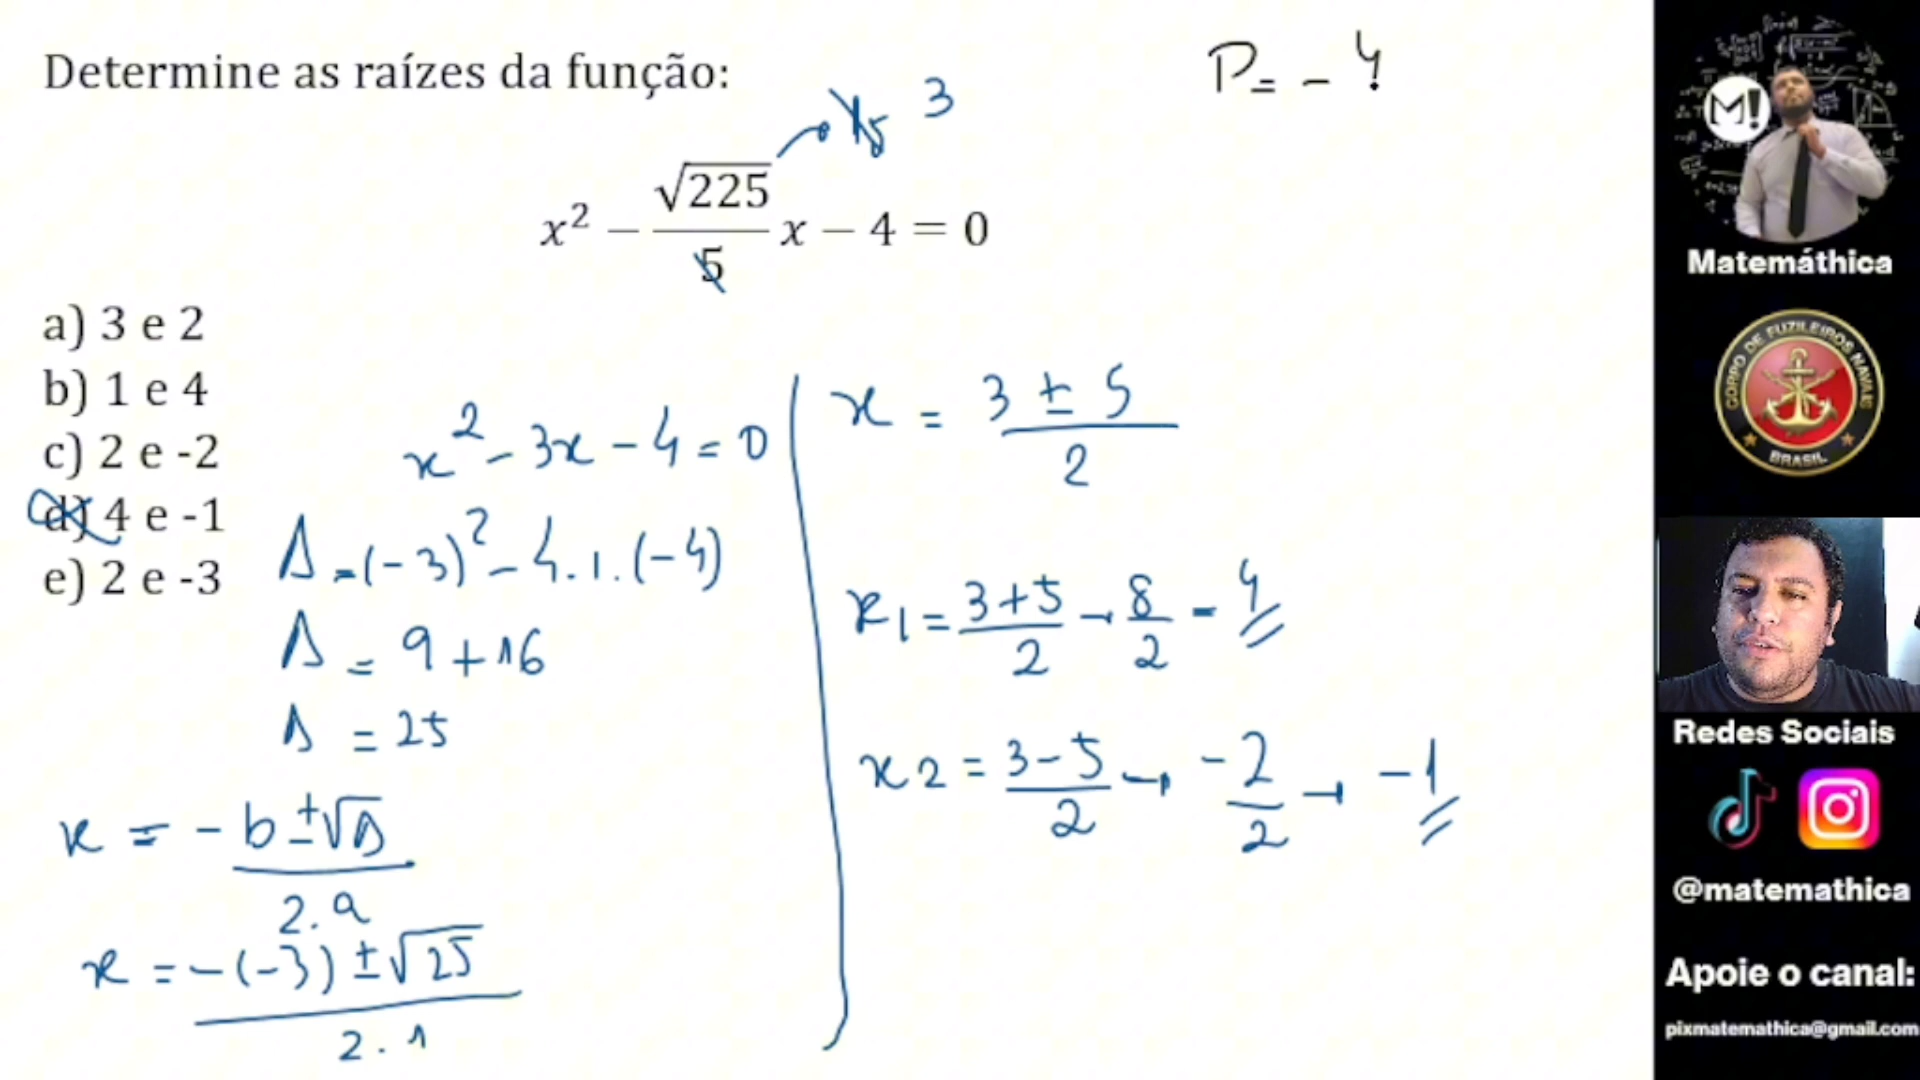 Determine as raízes da função:
P = - 4
15 3
x² - √225/5 x - 4 = 0
a) 3 e 2
b) 1 e 4
c) 2 e -2
d) 4 e -1
e) 2 e -3
x² - 3x - 4 = 0
Δ = (-3)² - 4.1.(-4)
Δ = 9 + 16
Δ = 25
x = - b ± √Δ / 2.a
x = -(-3) ± √25 / 2.1
x = 3 ± 5 / 2
x1 = 3+5/2 → 8/2 = 4
x2 = 3-5/2 → -2/2 → -1
M!
Matemáthica
CORPO DE FUZILEIROS NAVAIS
BRASIL
Redes Sociais
@matemathica
Apoie o canal:
pixmatemathica@gmail.com